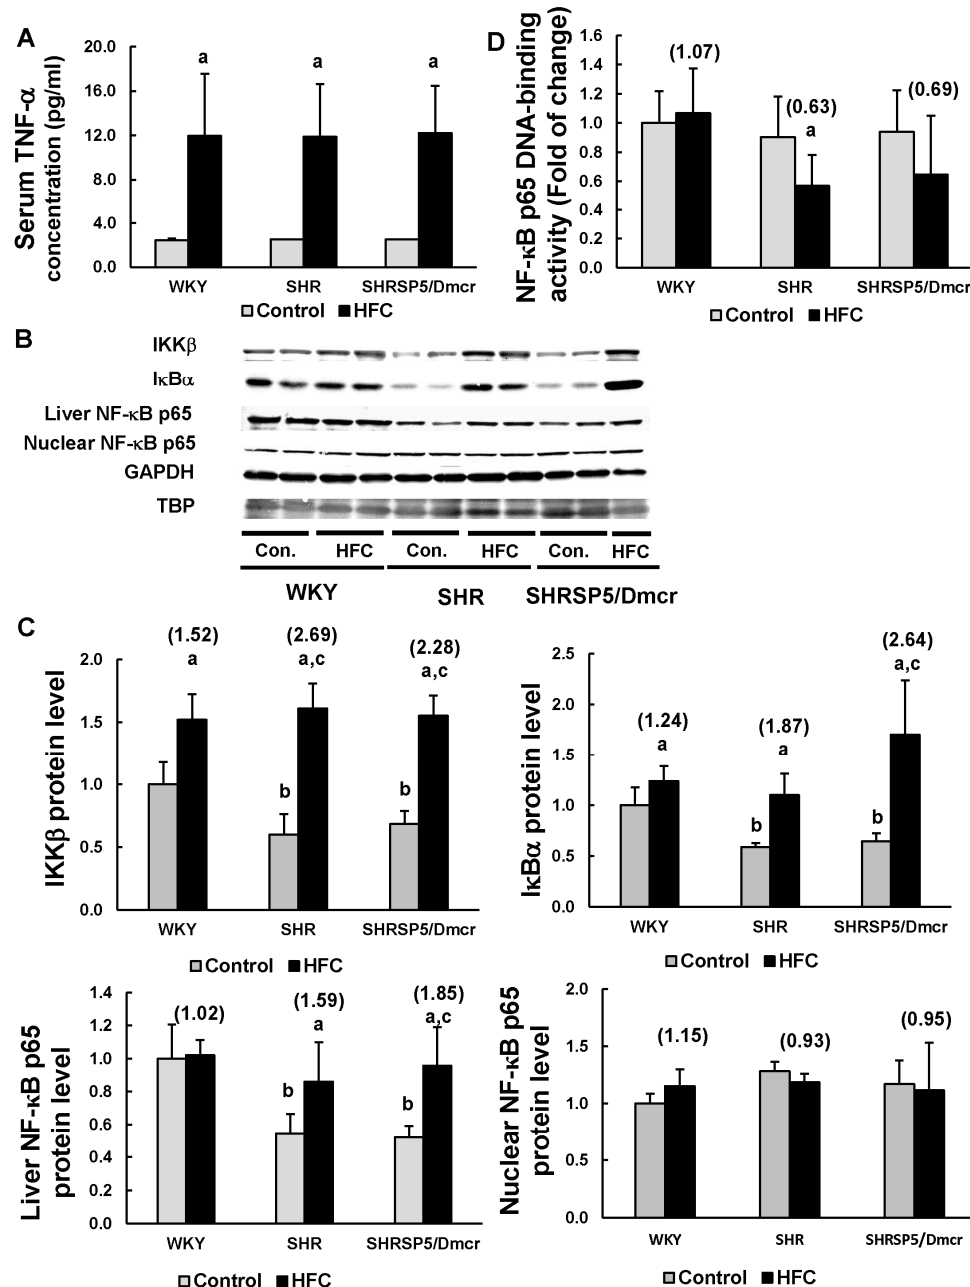 A
Serum TNF-α
concentration (pg/ml)
20.0
16.0
12.0
8.0
4.0
0.0
a
a
a
WKY
SHR
SHRSP5/Dmcr
Control
HFC
D
NF-κB p65 DNA-binding
activity (Fold of change)
1.6
1.4
1.2
1.0
0.8
0.6
0.4
0.2
0.0
(1.07)
(0.63)
a
(0.69)
WKY
SHR
SHRSP5/Dmcr
Control
HFC
B
IKKβ
IκBα
Liver NF-κB p65
Nuclear NF-κB p65
GAPDH
TBP
Con.
HFC
Con.
HFC
Con.
HFC
WKY
SHR
SHRSP5/Dmcr
C
IKKβ protein level
2.0
1.5
1.0
0.5
0.0
(1.52)
a
(2.69)
a,c
(2.28)
a,c
b
b
WKY
SHR
SHRSP5/Dmcr
Control
HFC
IκBα protein level
2.5
2.0
1.5
1.0
0.5
0.0
(1.24)
a
(1.87)
a
(2.64)
a,c
b
b
WKY
SHR
SHRSP5/Dmcr
Control
HFC
Liver NF-κB p65
protein level
1.4
1.2
1.0
0.8
0.6
0.4
0.2
0.0
(1.02)
(1.59)
a
(1.85)
a,c
b
b
WKY
SHR
SHRSP5/Dmcr
Control
HFC
Nuclear NF-κB p65
protein level
2.0
1.5
1.0
0.5
0.0
(1.15)
(0.93)
(0.95)
WKY
SHR
SHRSP5/Dmcr
Control
HFC